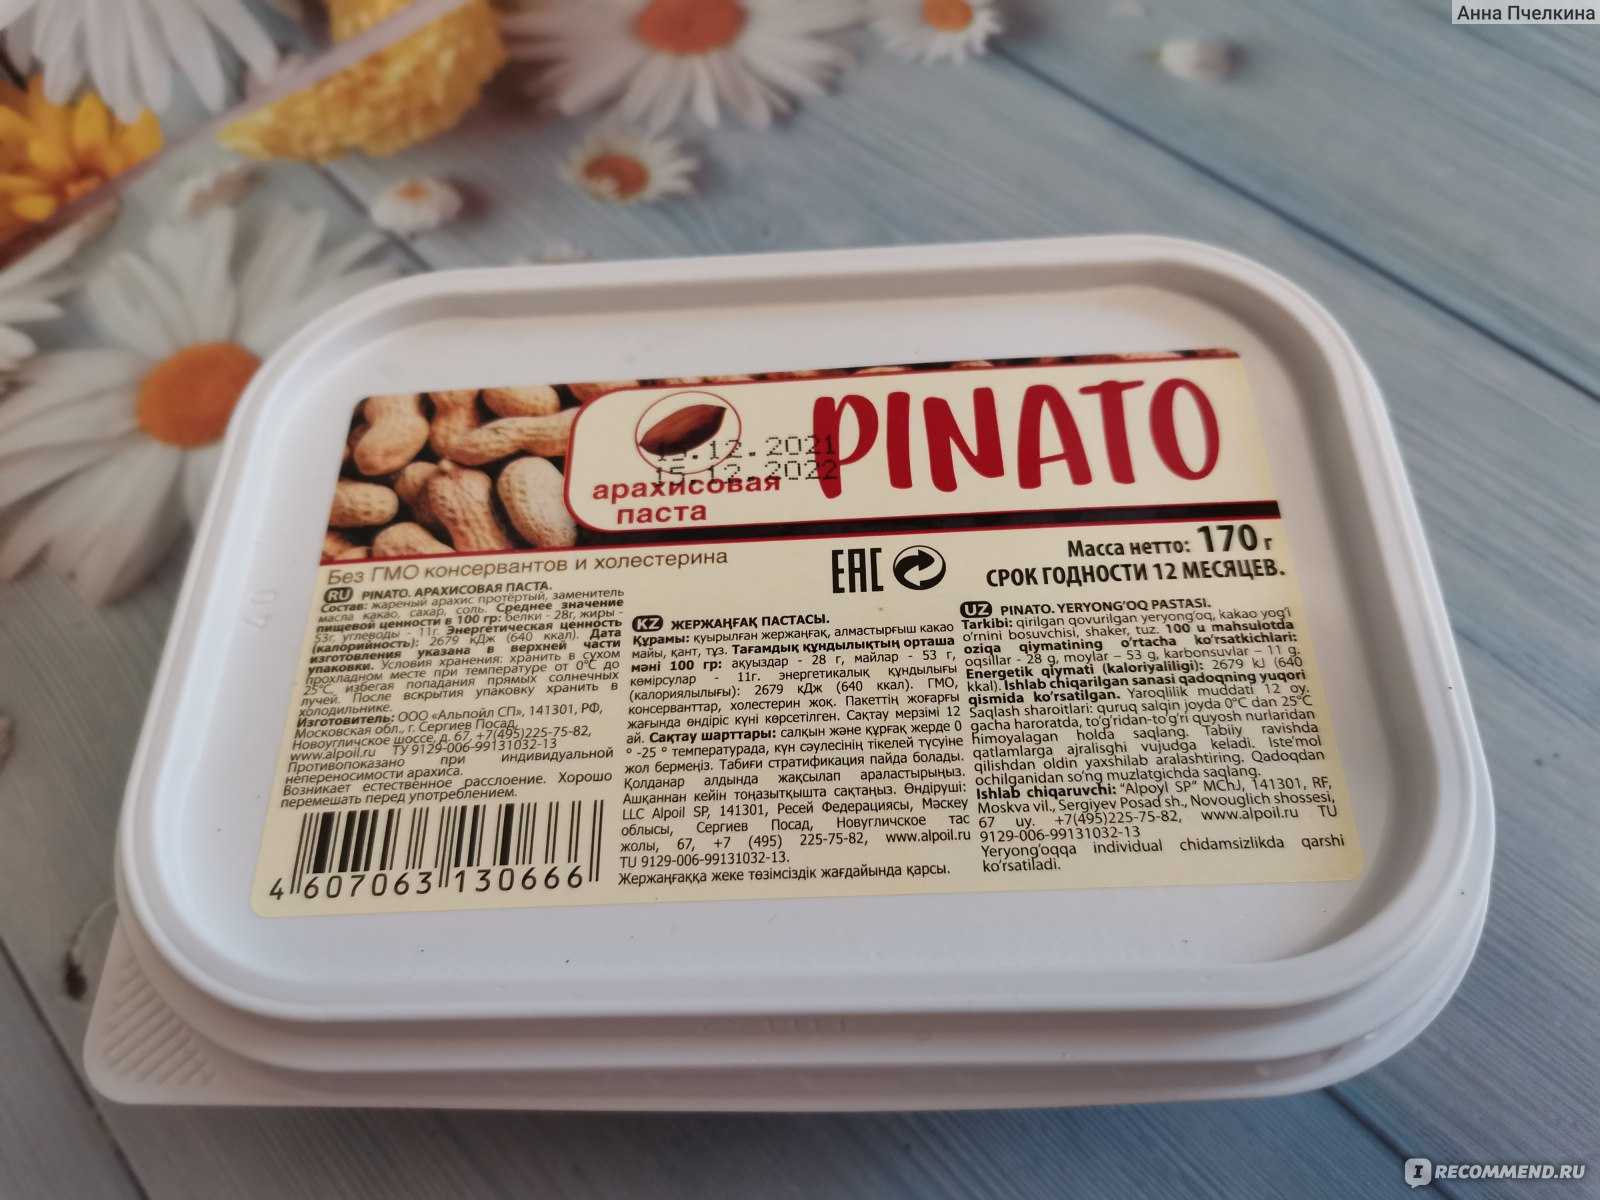 Анна Пчелкина
PINATO
15.12.2021
15.12.2022
арахисовая
паста
Без ГМО консервантов и холестерина
EAC
Масса нетто: 170 г
СРОК ГОДНОСТИ 12 МЕСЯЦЕВ.
RU PINATO. АРАХИСОВАЯ ПАСТА.
Состав: жареный арахис протёртый, заменитель
масла какао, сахар, соль. Среднее значение
пищевой ценности в 100 гр: белки - 28г, жиры -
53г, углеводы - 11г. Энергетическая ценность
(калорийность): 2679 кДж (640 ккал). Дата
изготовления указана в верхней части
упаковки. Условия хранения: хранить в сухом
прохладном месте при температуре от 0°С до
25°С, избегая попадания прямых солнечных
лучей. После вскрытия упаковку хранить в
холодильнике.
Изготовитель: ООО «Альпойл СП», 141301, РФ,
Московская обл., г. Сергиев Посад,
Новоугличское шоссе, д. 67, +7(495)225-75-82,
www.alpoil.ru ТУ 9129-006-99131032-13
Противопоказано при индивидуальной
непереносимости арахиса.
Возникает естественное расслоение. Хорошо
перемешать перед употреблением.
4 607063 130666
KZ ЖЕРЖАҢҒАҚ ПАСТАСЫ.
Құрамы: қуырылған жержаңғақ, алмастырғыш какао
майы, қант, тұз. Тағамдық құндылықтың орташа
мәні 100 гр: ақуыздар - 28 г, майлар - 53 г,
көмірсулар - 11г. энергетикалық құндылығы
(калориялылығы): 2679 кДж (640 ккал). ГМО,
консерванттар, холестерин жоқ. Пакеттің жоғарғы
жағында өндіріс күні көрсетілген. Сақтау мерзімі 12
ай. Сақтау шарттары: салқын және құрғақ жерде 0
° -25 ° температурада, күн сәулесінің тікелей түсуіне
жол бермеңіз. Табиғи стратификация пайда болады.
Қолданар алдында жақсылап араластырыңыз.
Ашқаннан кейін тоңазытқышта сақтаңыз. Өндіруші:
LLC Alpoil SP, 141301, Ресей Федерациясы, Мәскеу
облысы, Сергиев Посад, Новугличское тас
жолы, 67, +7 (495) 225-75-82, www.alpoil.ru
TU 9129-006-99131032-13.
Жержаңғаққа жеке төзімсіздік жағдайында қарсы.
UZ PINATO. YERYONG'OQ PASTASI.
Tarkibi: qirilgan qovurilgan yeryong'oq, kakao yog'i
o'rnini bosuvchisi, shaker, tuz. 100 u mahsulotda
oziqa qiymatining o'rtacha ko'rsatkichlari:
oqsillar - 28 g, moylar – 53 g, karbonsuvlar – 11 g.
Energetik qiymati (kaloriyaliligi): 2679 kJ (640
kkal). Ishlab chiqarilgan sanasi qadoqning yuqori
qismida ko'rsatilgan. Yaroqlilik muddati 12 oy.
Saqlash sharoitlari: quruq salqin joyda 0°C dan 25°C
gacha haroratda, to'g'ridan-to'g'ri quyosh nurlaridan
himoyalagan holda saqlang. Tabiiy ravishda
qatlamlarga ajralishgi vujudga keladi. Iste'mol
qilishdan oldin yaxshilab aralashtiring. Qadoqdan
ochilganidan so'ng muzlatgichda saqlang.
Ishlab chiqaruvchi: "Alpoyl SP" MChJ, 141301, RF,
Moskva vil., Sergiyev Posad sh., Novouglich shossesi,
67 uy. +7(495)225-75-82, www.alpoil.ru TU
9129-006-99131032-13
Yeryong'oqqa individual chidamsizlikda qarshi
ko'rsatiladi.
IRECOMMEND.RU